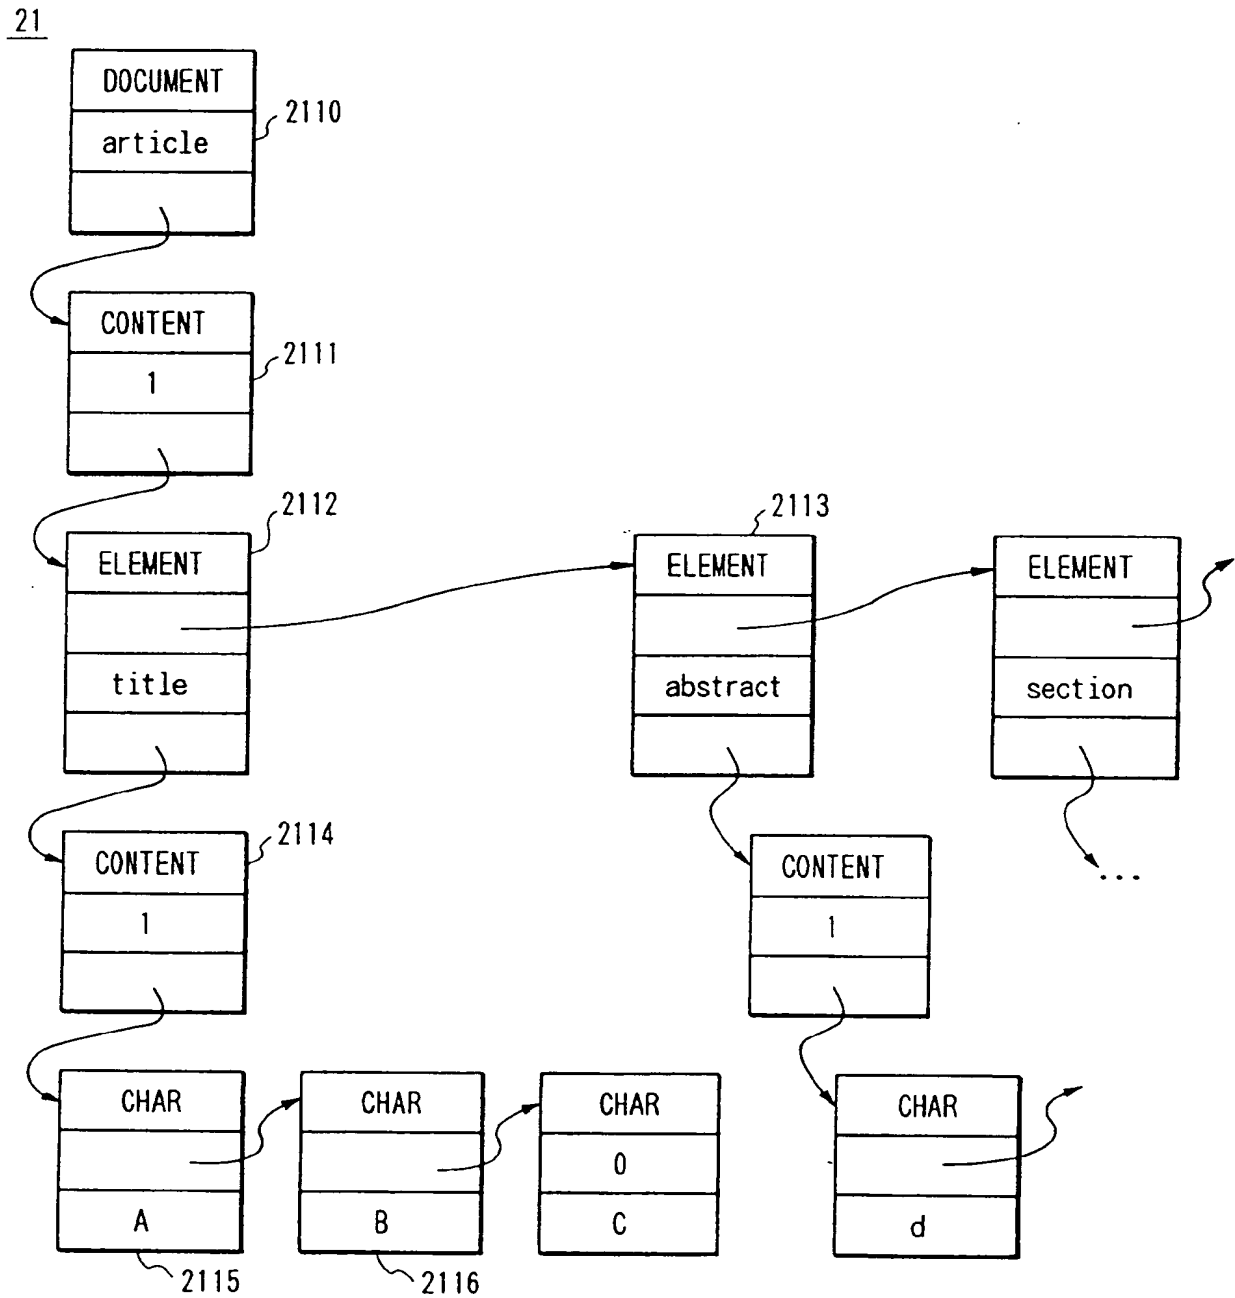 21
DOCUMENT
2110
article
CONTENT
2111
1
2112
2113
ELEMENT
ELEMENT
ELEMENT
title
abstract
section
2114
CONTENT
CONTENT
...
1
1
CHAR
CHAR
CHAR
CHAR
0
A
B
C
d
2115
2116